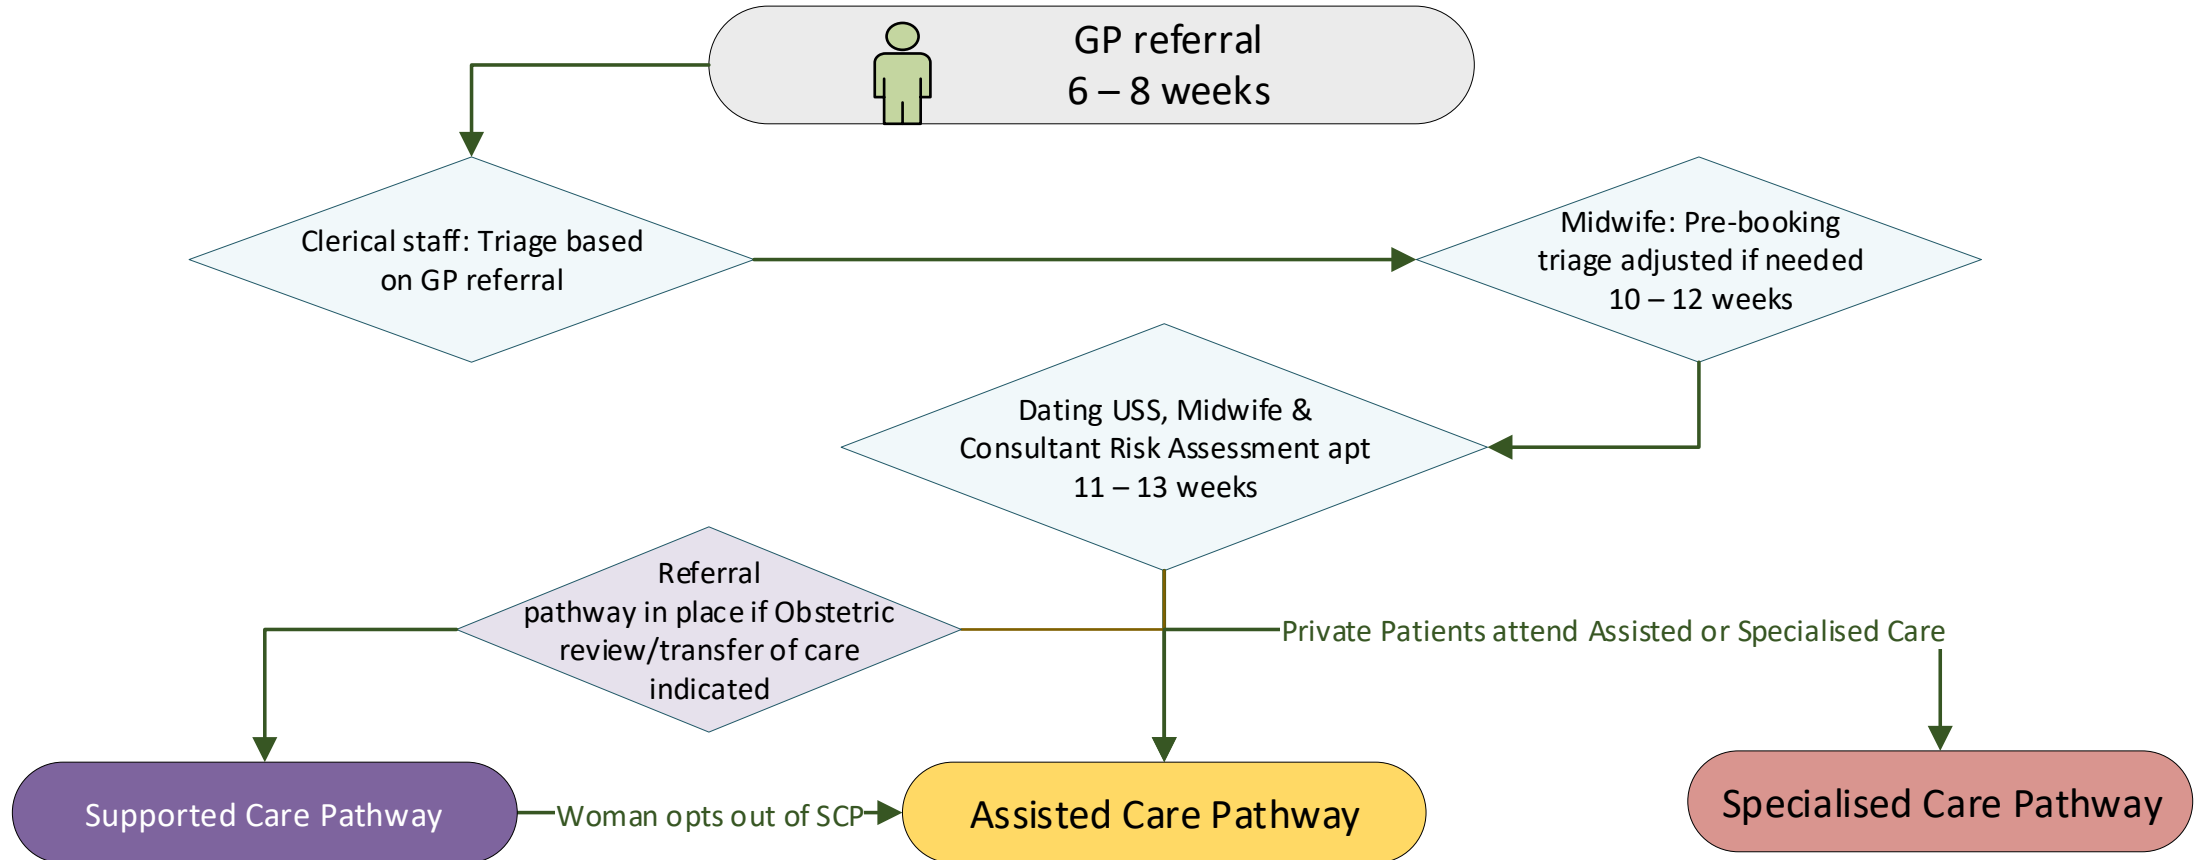 GP referral
6 – 8 weeks
Clerical staff: Triage based
on GP referral
Midwife: Pre-booking
triage adjusted if needed
10 – 12 weeks
Dating USS, Midwife &
Consultant Risk Assessment apt
11 – 13 weeks
Referral
pathway in place if Obstetric
review/transfer of care
indicated
Private Patients attend Assisted or Specialised Care
Supported Care Pathway
Woman opts out of SCP
Assisted Care Pathway
Specialised Care Pathway